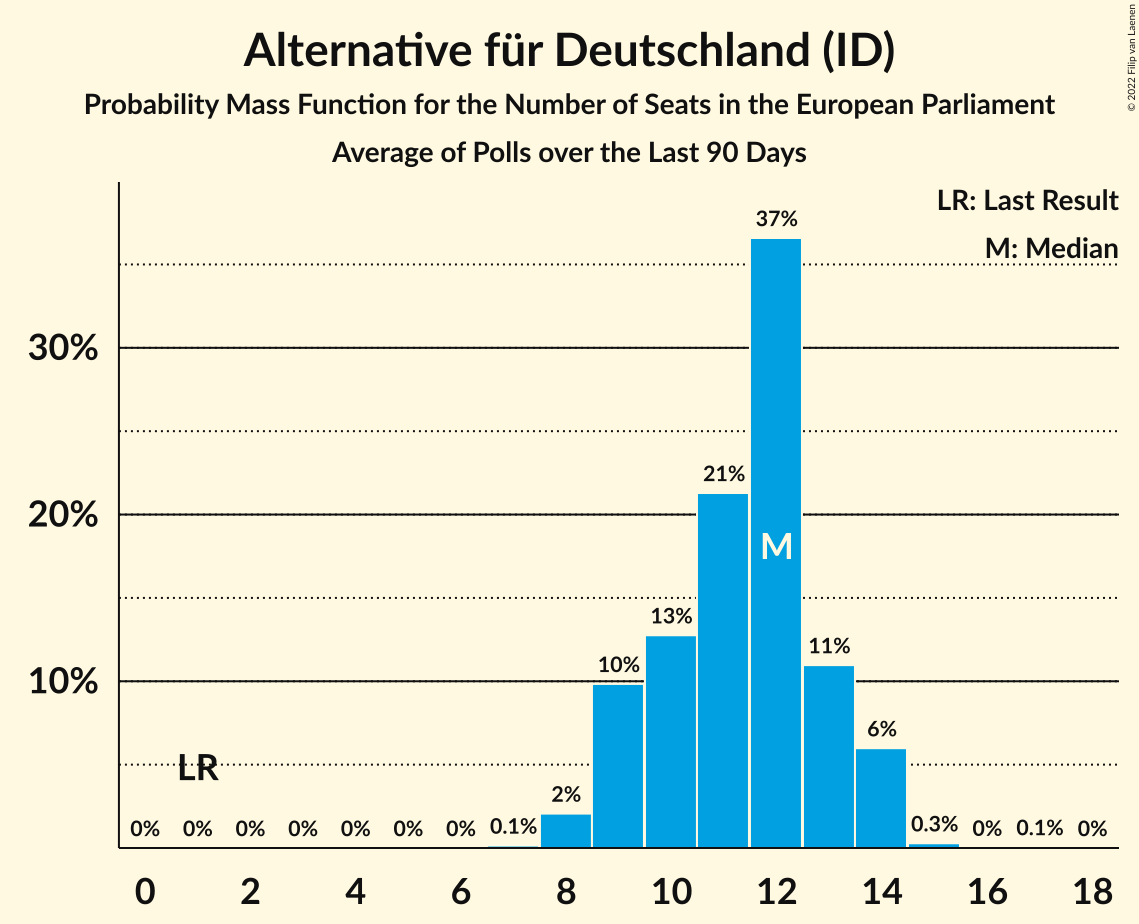 Alternative für Deutschland (ID)
Probability Mass Function for the Number of Seats in the European Parliament
Average of Polls over the Last 90 Days
© 2022 Filip van Laenen
LR: Last Result
M: Median
37%
30%
21%
20%
M
13%
11%
10%
10%
6%
LR
2%
0% 0% 0% 0% 0% 0% 0% 0.1% 0.3% 0% 0.1% 0%
0 2 4 6 8 10 12 14 16 18